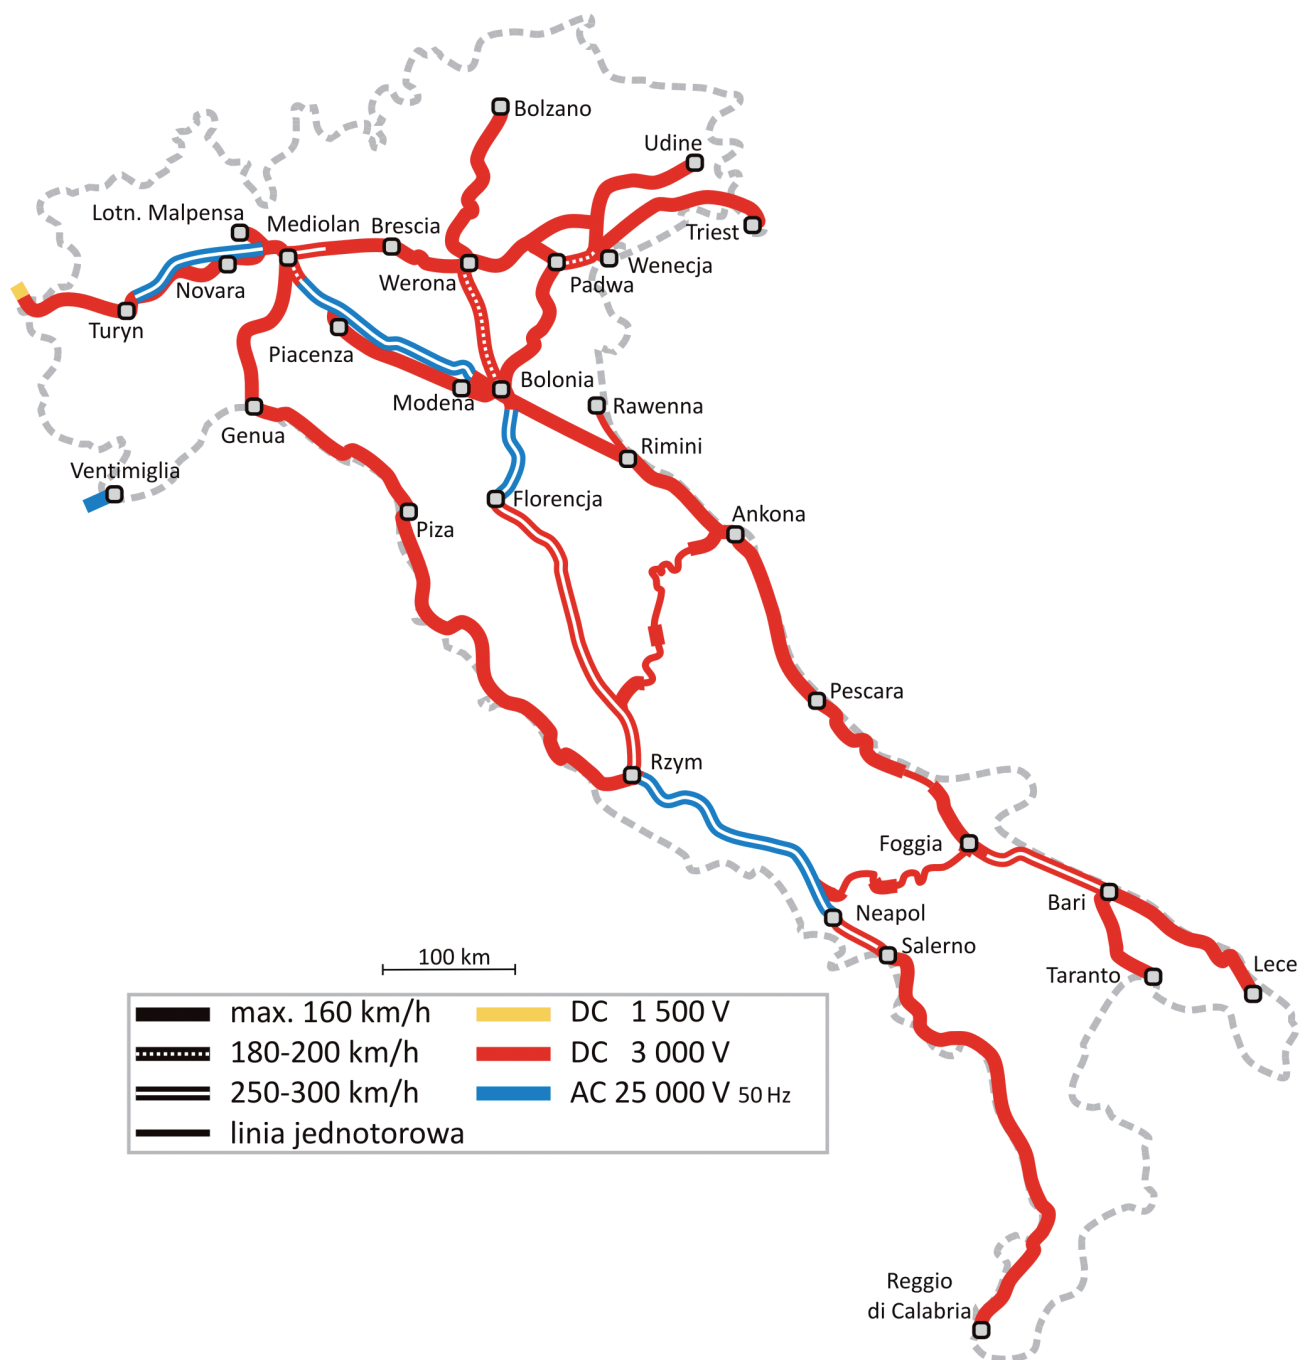 Bolzano
Udine
Lotn. Malpensa
Mediolan
Brescia
Triest
Werona
Padwa
Wenecja
Novara
Turyn
Piacenza
Modena
Bolonia
Rawenna
Genua
Rimini
Ventimiglia
Florencja
Piza
Ankona
Pescara
Rzym
Foggia
Bari
Neapol
Salerno
Taranto
Lece
100 km
max. 160 km/h DC 1 500 V
180-200 km/h DC 3 000 V
250-300 km/h AC 25 000 V 50 Hz
linia jednotorowa
Reggio
di Calabria